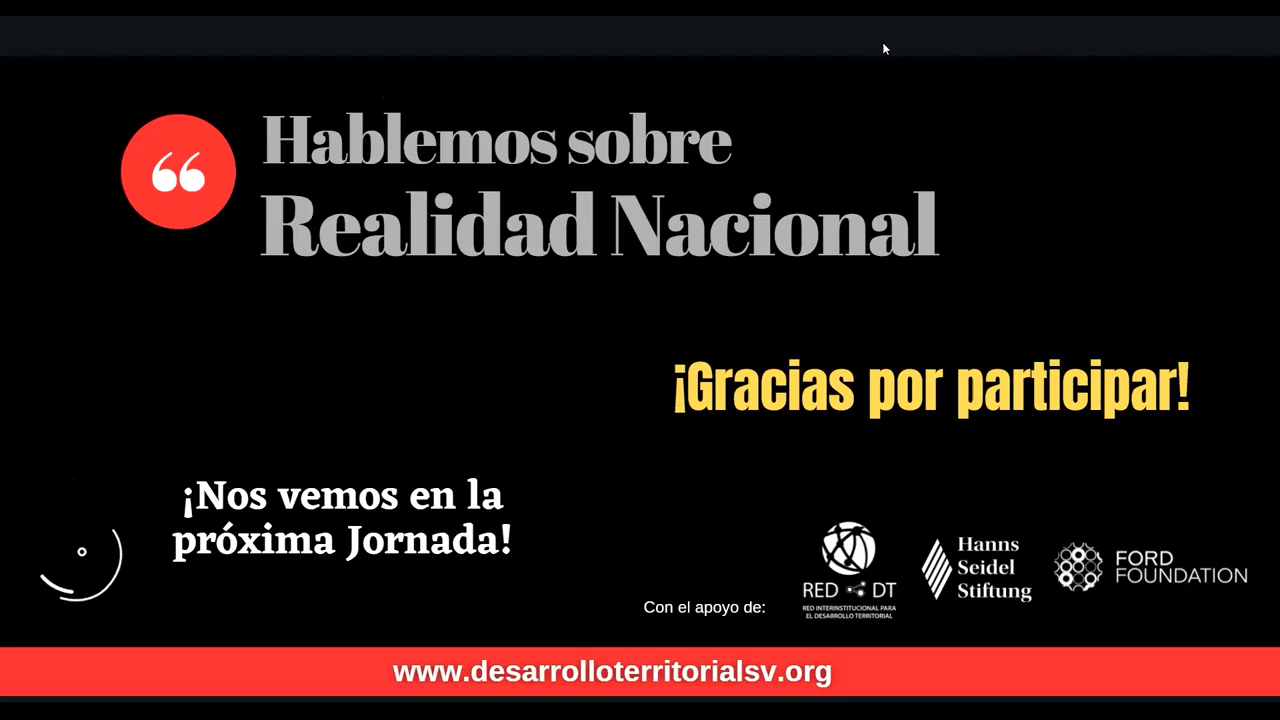 Hablemos sobre
Realidad Nacional
¡Gracias por participar!
¡Nos vemos en la
próxima Jornada!
Con el apoyo de:
RED DT
RED INTERINSTITUCIONAL PARA
EL DESARROLLO TERRITORIAL
Hanns
Seidel
Stiftung
FORD
FOUNDATION
www.desarrolloterritorialsv.org